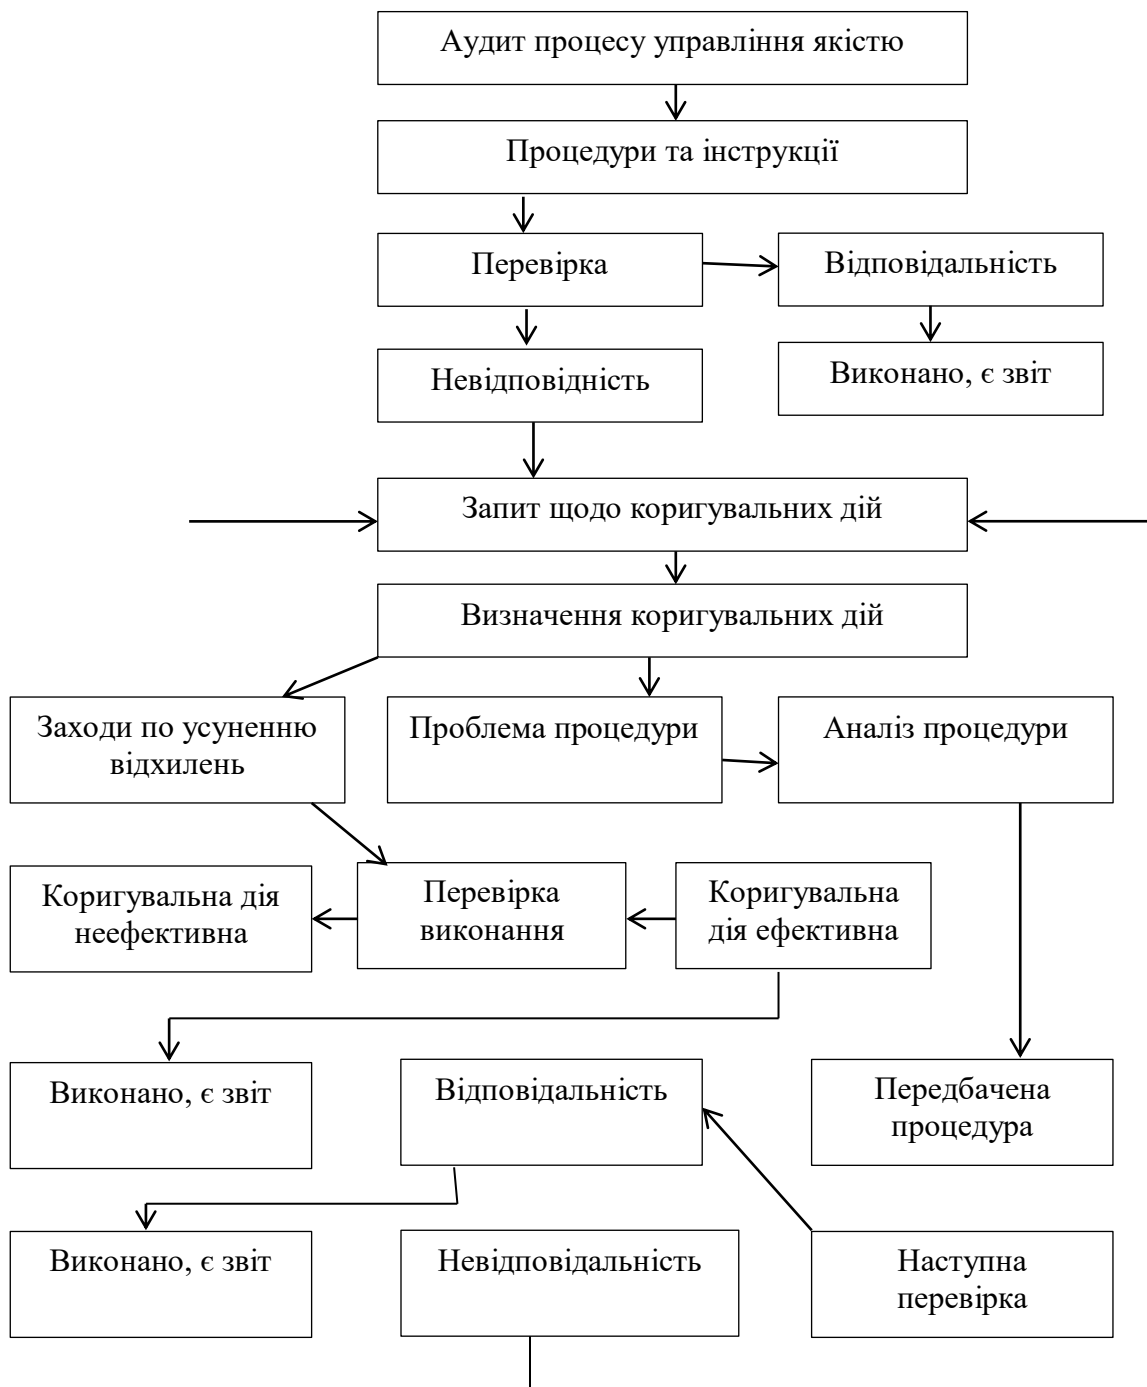 Аудит процесу управління якістю
Процедури та інструкції
Перевірка
Відповідальність
Невідповідність
Виконано, є звіт
Запит щодо коригувальних дій
Визначення коригувальних дій
Заходи по усуненню
відхилень
Проблема процедури
Аналіз процедури
Коригувальна дія
неефективна
Перевірка
виконання
Коригувальна
дія ефективна
Виконано, є звіт
Відповідальність
Передбачена
процедура
Виконано, є звіт
Невідповідальність
Наступна
перевірка